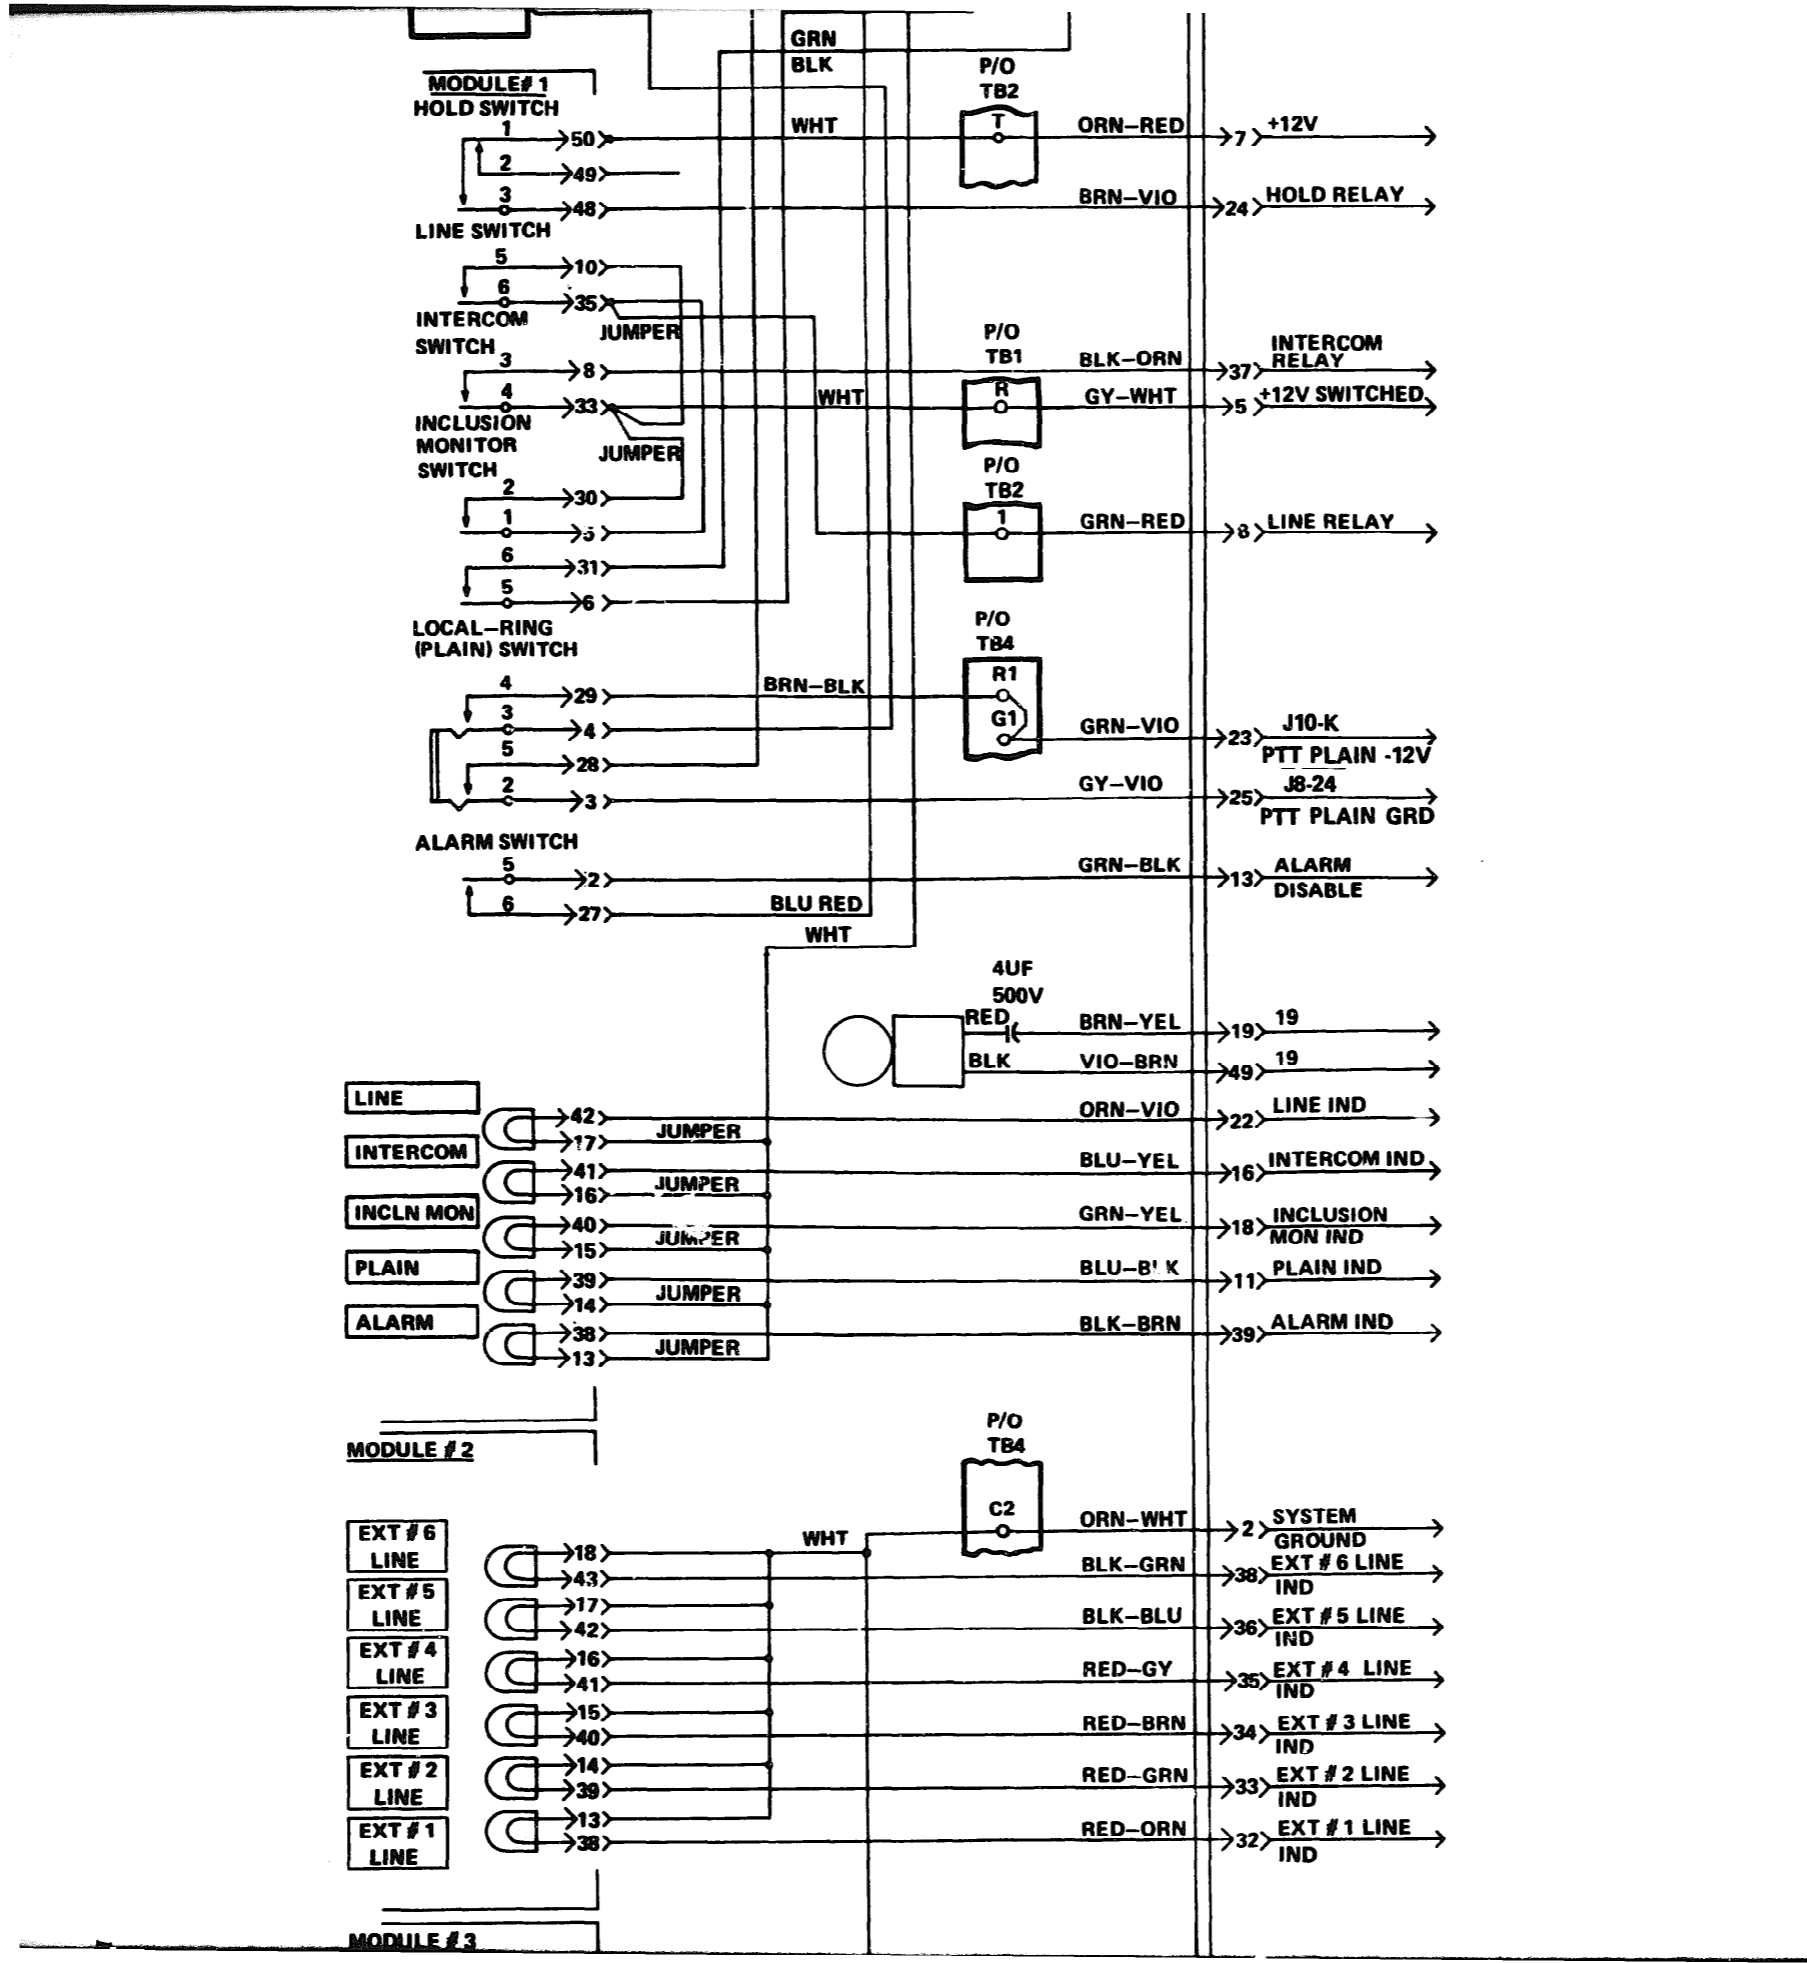 GRN
BLK
P/O
TB2
MODULE# 1
HOLD SWITCH
1 50 WHT T ORN–RED 7 +12V
2 49
3 48 BRN–VIO 24 HOLD RELAY
LINE SWITCH
5 10
6 35
INTERCOM
SWITCH
JUMPER
P/O
TB1
3 8 BLK–ORN 37 INTERCOM
RELAY
4 33 WHT R GY–WHT 5 +12V SWITCHED
INCLUSION
MONITOR
SWITCH
JUMPER
P/O
TB2
2 30
1 5 1 GRN–RED 8 LINE RELAY
6 31
5 6
LOCAL–RING
(PLAIN) SWITCH
P/O
TB4
4 29 BRN–BLK R1
3 4 G1 GRN–VIO 23 J10-K
PTT PLAIN -12V
5 28
2 3 GY–VIO 25 J8-24
PTT PLAIN GRD
ALARM SWITCH
5 2 GRN–BLK 13 ALARM
DISABLE
6 27 BLU RED
WHT
4UF
500V
RED BRN–YEL 19 19
BLK VIO–BRN 49 19
LINE
42 ORN–VIO 22 LINE IND
17 JUMPER
INTERCOM
41 BLU–YEL 16 INTERCOM IND
16 JUMPER
INCLN MON
40 GRN–YEL 18 INCLUSION
MON IND
15 JUMPER
PLAIN
39 BLU–BLK 11 PLAIN IND
14 JUMPER
ALARM
38 BLK–BRN 39 ALARM IND
13 JUMPER
MODULE # 2
P/O
TB4
C2 ORN–WHT 2 SYSTEM
GROUND
EXT # 6
LINE
18 WHT
43 BLK–GRN 38 EXT # 6 LINE
IND
EXT # 5
LINE
17
42 BLK–BLU 36 EXT # 5 LINE
IND
EXT # 4
LINE
16
41 RED–GY 35 EXT # 4 LINE
IND
EXT # 3
LINE
15
40 RED–BRN 34 EXT # 3 LINE
IND
EXT # 2
LINE
14
39 RED–GRN 33 EXT # 2 LINE
IND
EXT # 1
LINE
13
38 RED–ORN 32 EXT # 1 LINE
IND
MODULE # 3